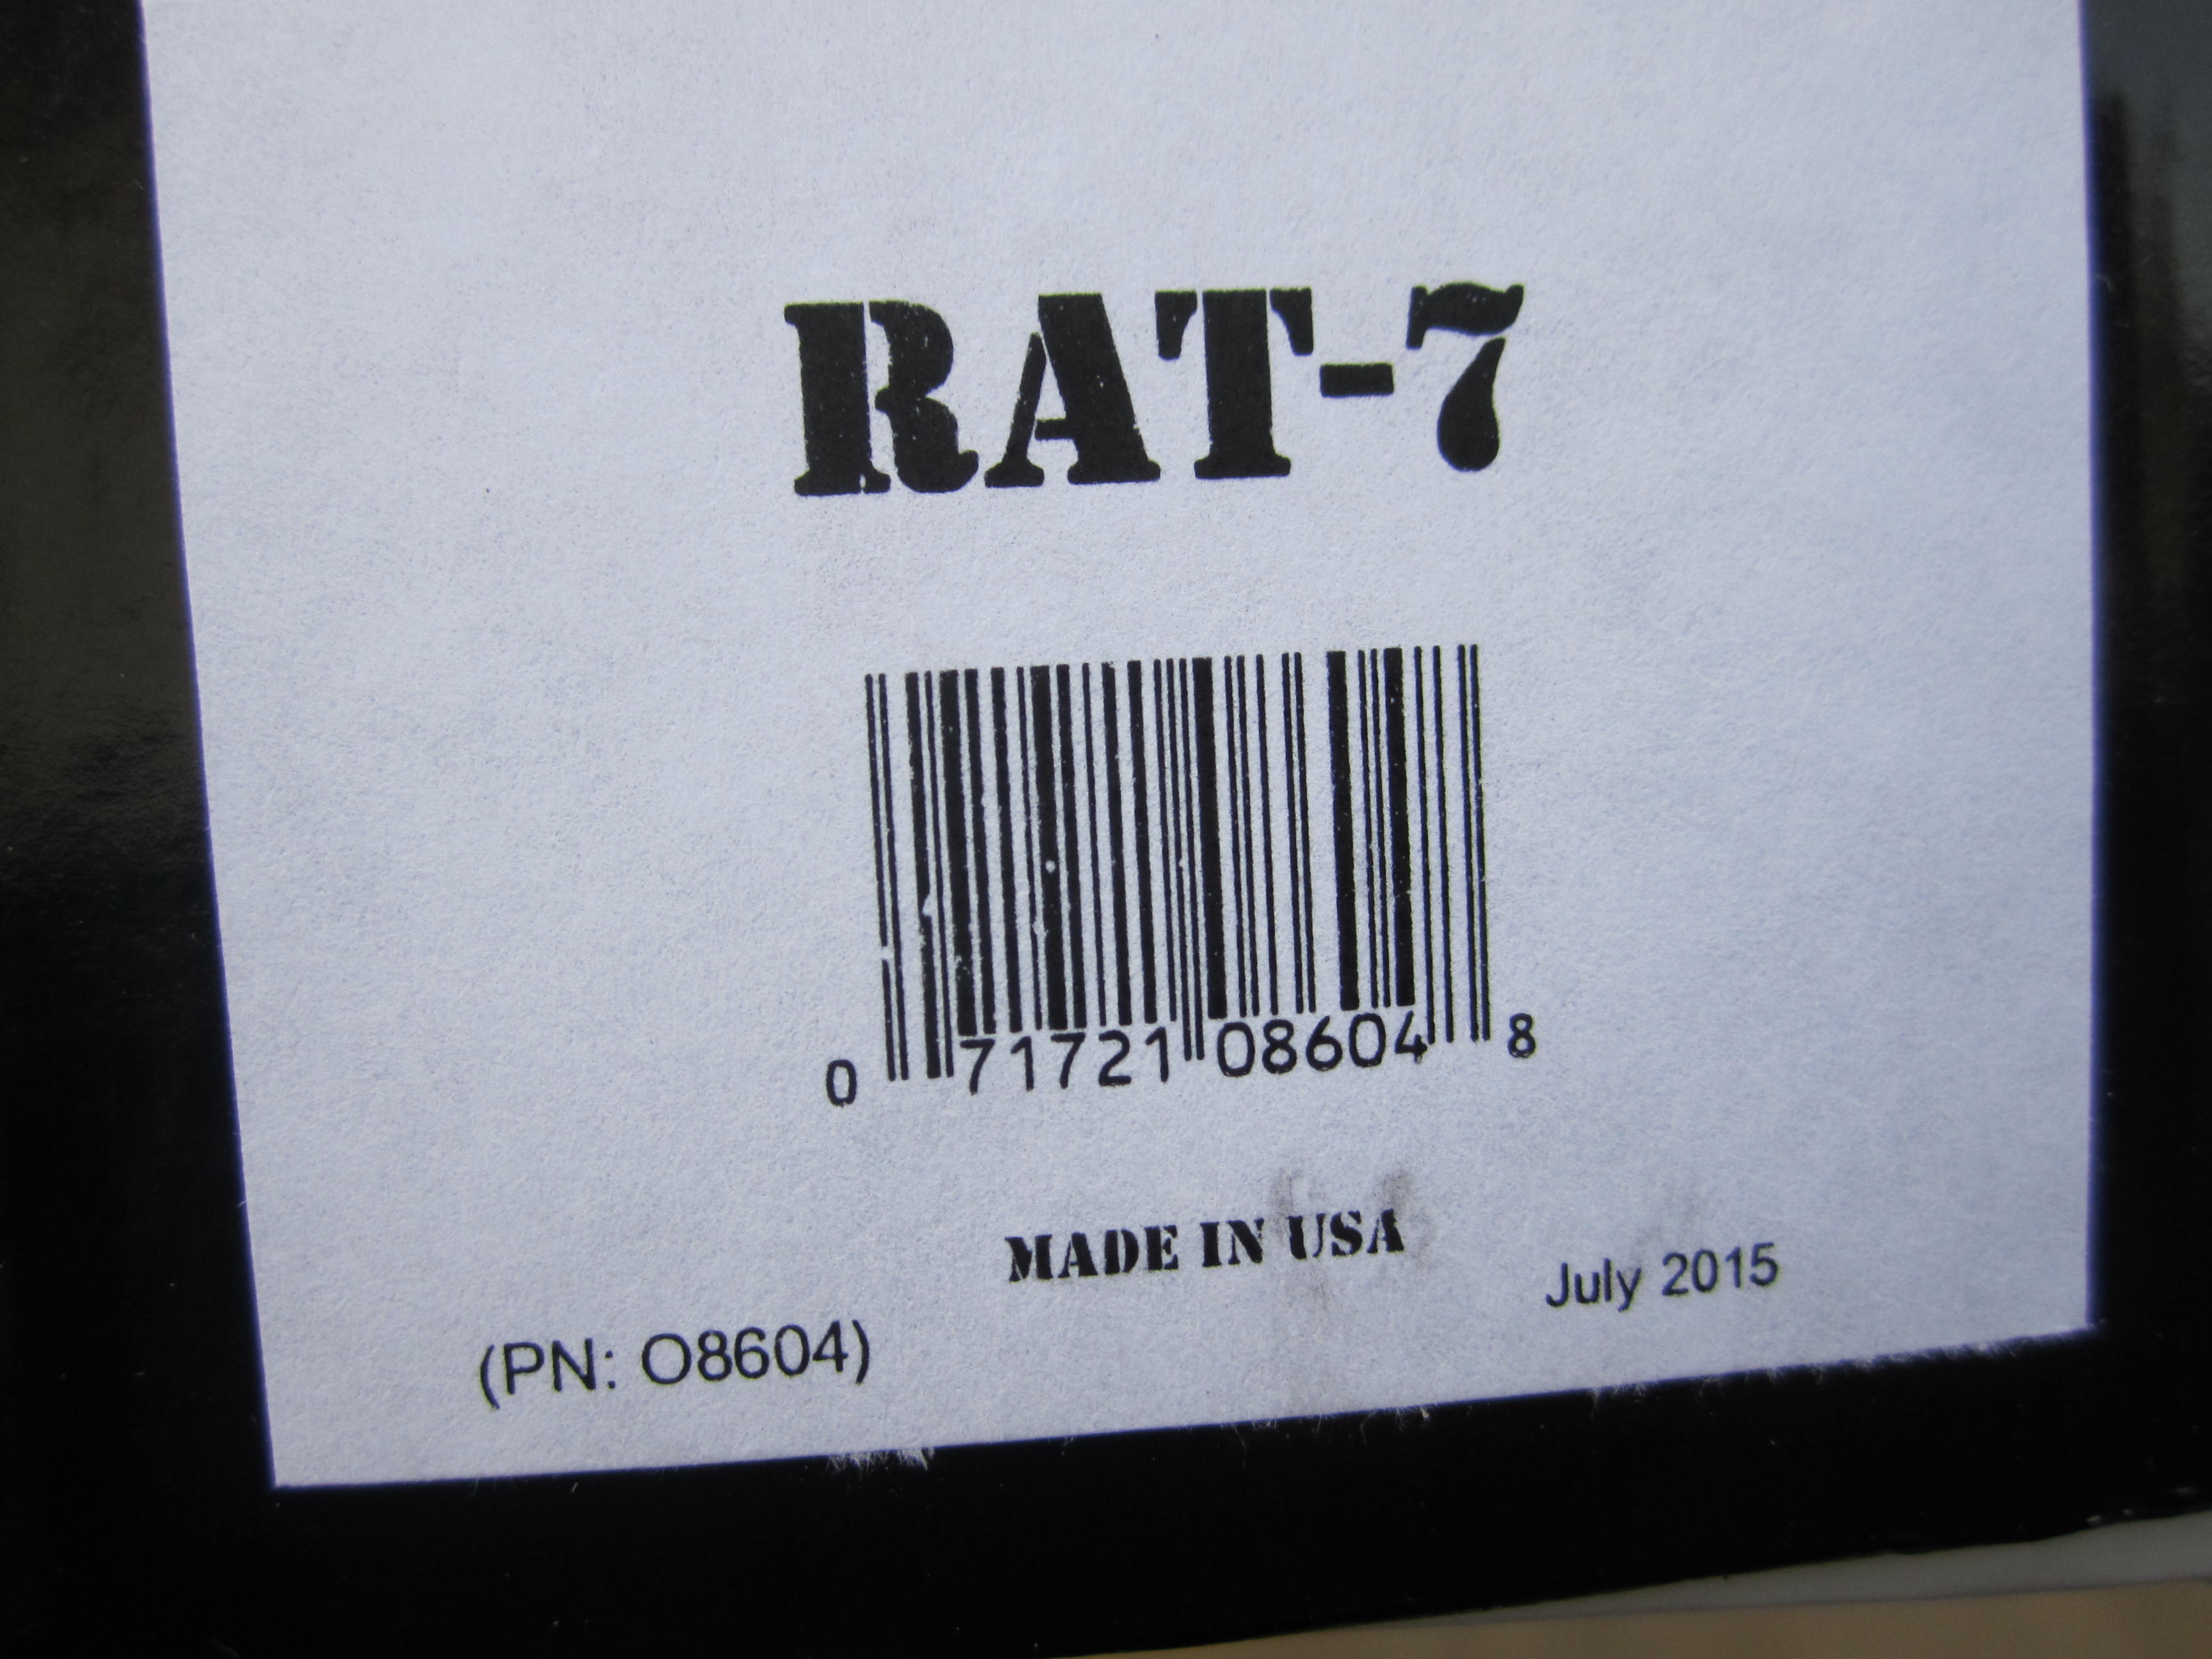 RAT-7
0 71721 08604 8
MADE IN USA
July 2015
(PN: O8604)